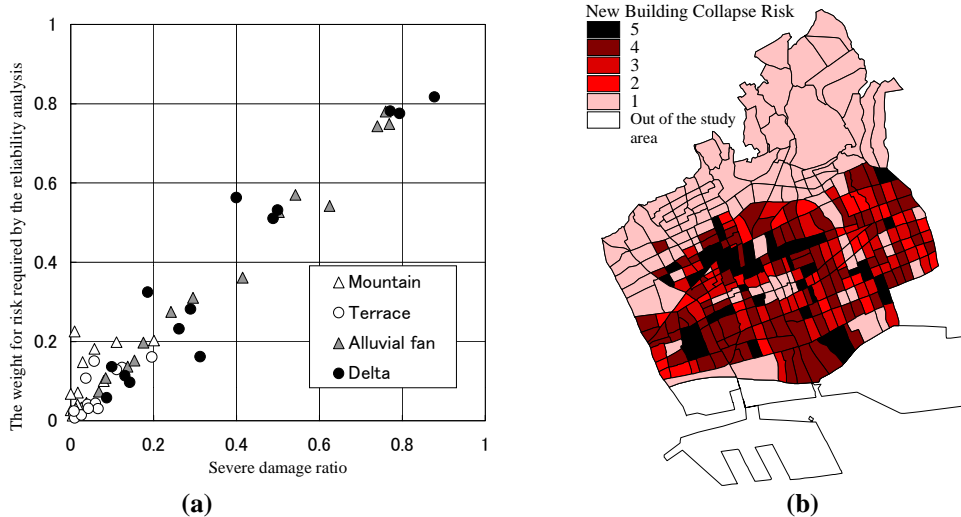 1
0.8
0.6
0.4
0.2
0
0
0.2
0.4
0.6
0.8
1
The weight for risk required by the reliability analysis
Severe damage ratio
Mountain
Terrace
Alluvial fan
Delta
(a)
New Building Collapse Risk
5
4
3
2
1
Out of the study
area
(b)